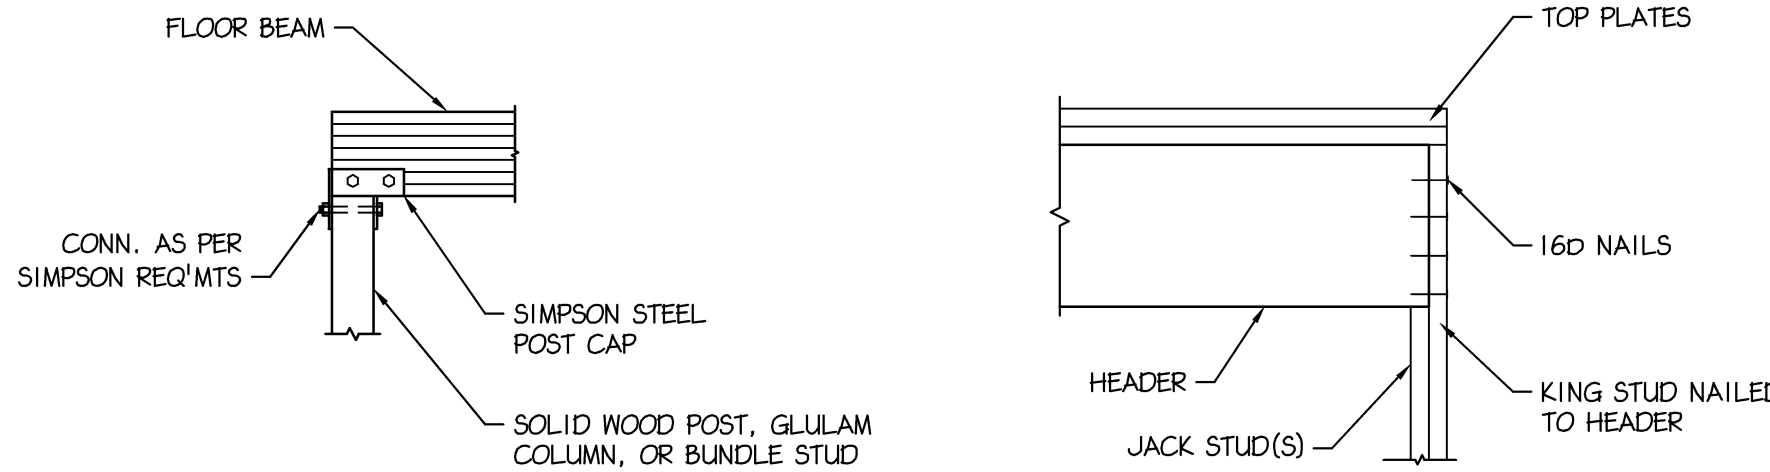 FLOOR BEAM
CONN. AS PER
SIMPSON REQ'MTS
SIMPSON STEEL
POST CAP
SOLID WOOD POST, GLULAM
COLUMN, OR BUNDLE STUD
TOP PLATES
16D NAILS
HEADER
KING STUD NAILED
TO HEADER
JACK STUD(S)